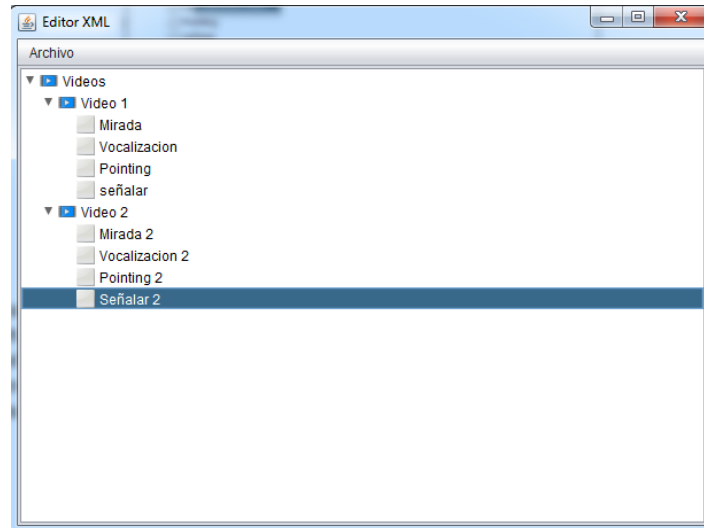 Editor XML
Archivo
Videos
Video 1
Mirada
Vocalizacion
Pointing
señalar
Video 2
Mirada 2
Vocalizacion 2
Pointing 2
Señalar 2